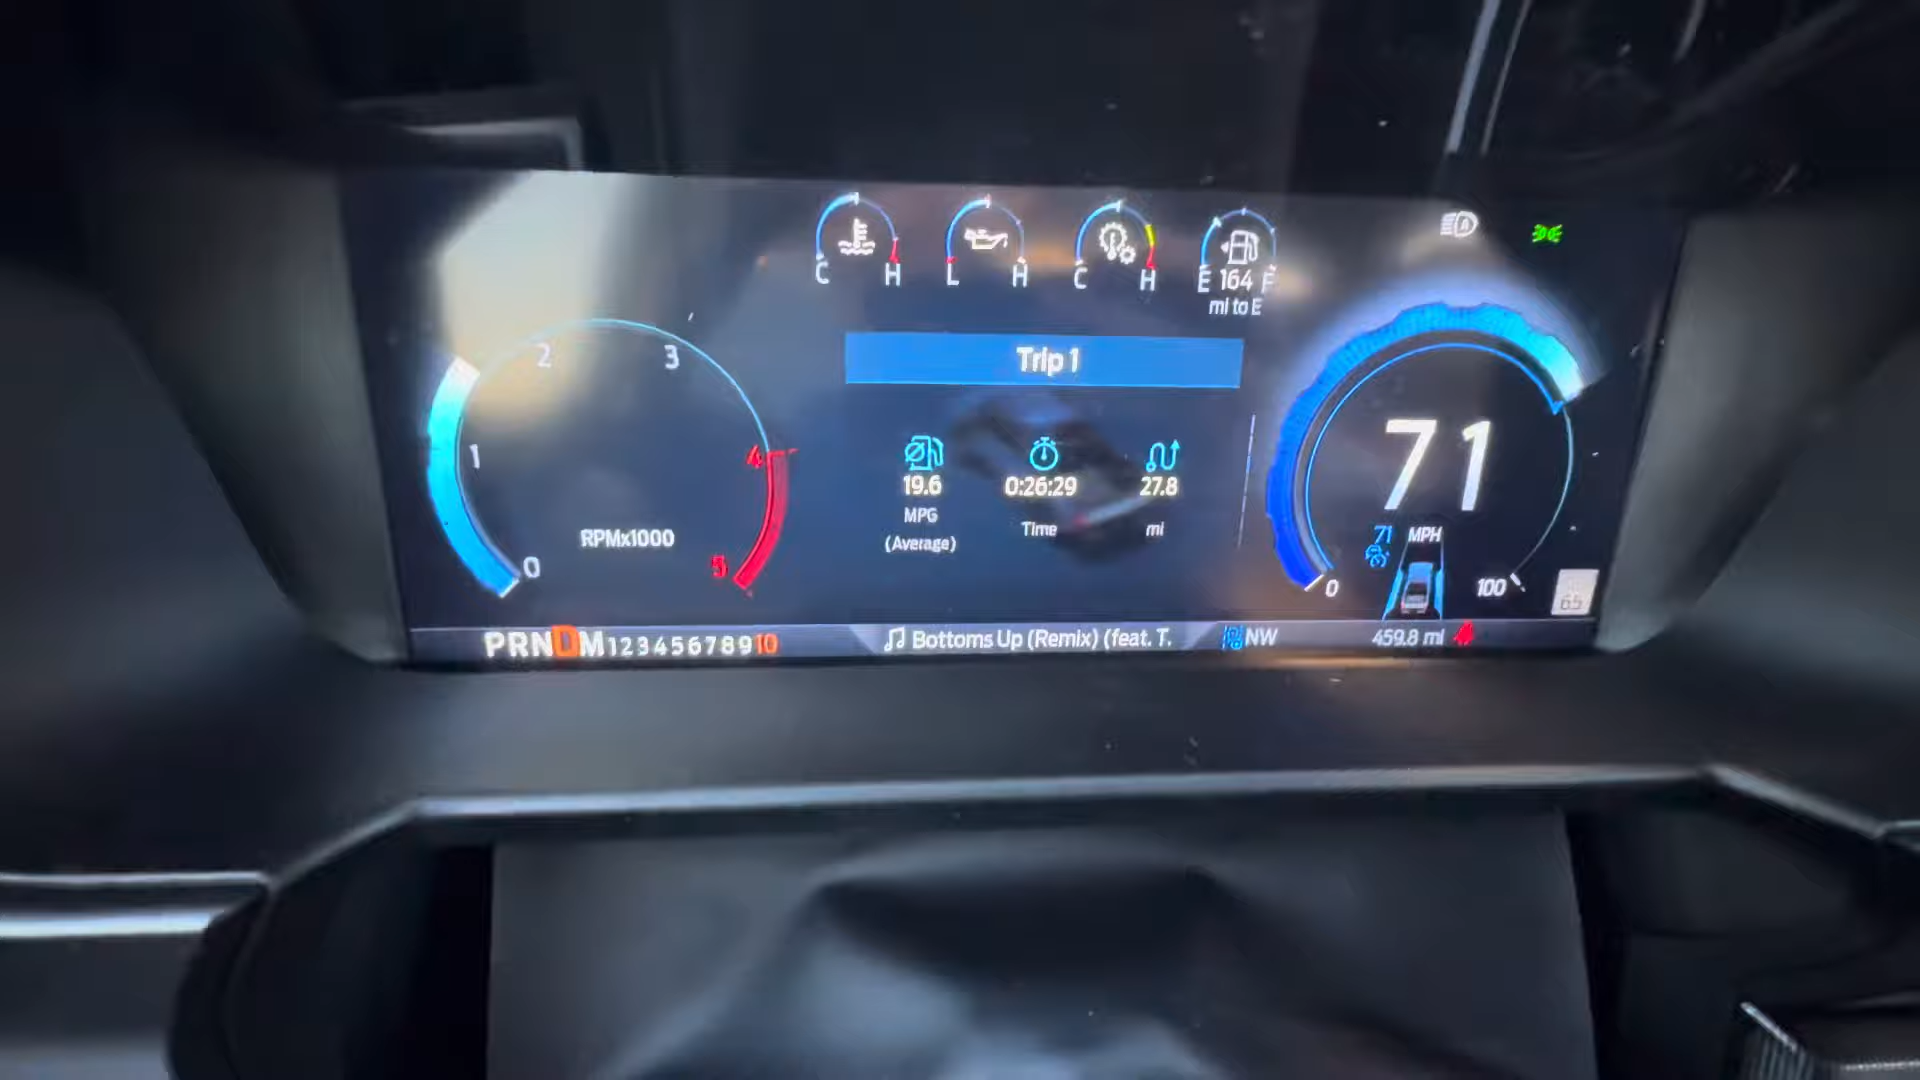 C H
L H
C H
E 164 F
mi to E
Trip 1
0 1 2 3 4 5
RPMx1000
19.6
MPG
(Average)
0:26:29
Time
27.8
mi
71
71 MPH
0 100
65
PRNDM12345678910
Bottoms Up (Remix) (feat. T.
NW
459.8 mi